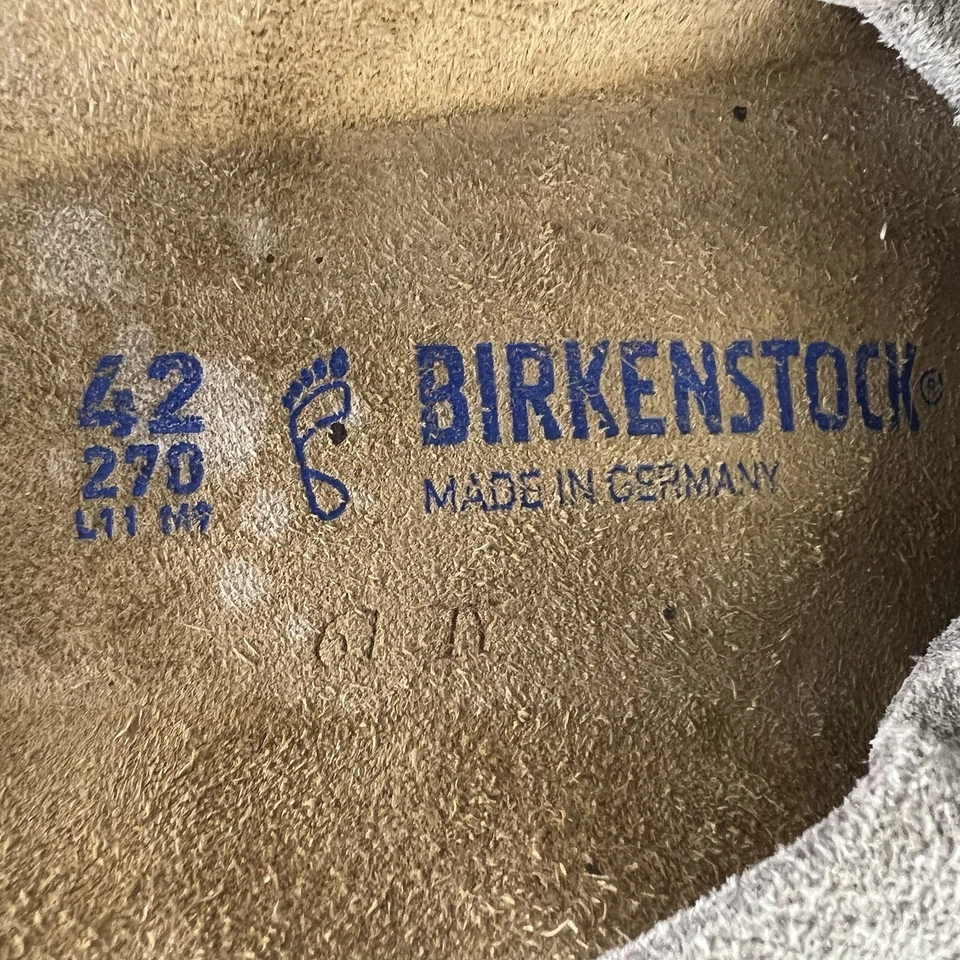 42
270
L11 M9
BIRKENSTOCK®
MADE IN GERMANY